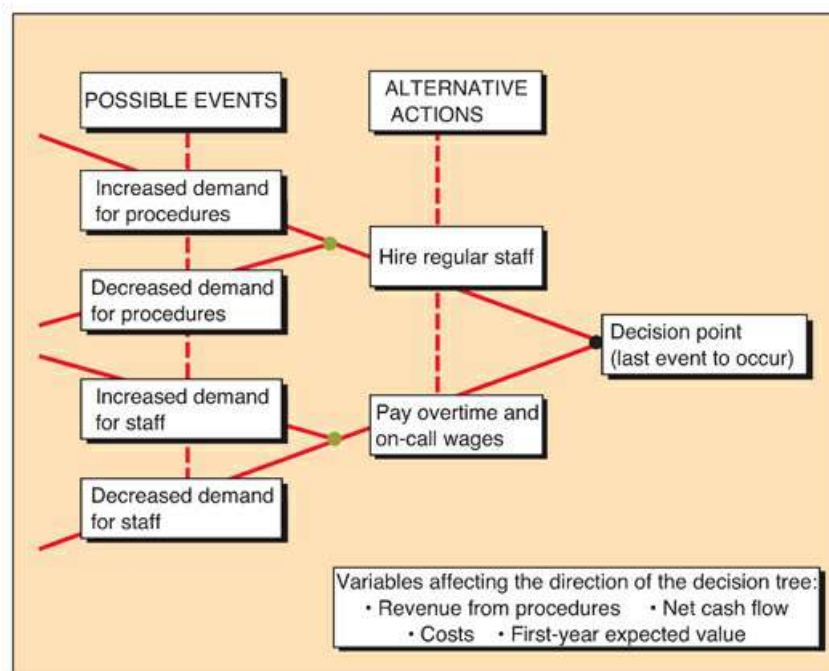 POSSIBLE EVENTS
ALTERNATIVE
ACTIONS
Increased demand
for procedures
Decreased demand
for procedures
Increased demand
for staff
Decreased demand
for staff
Hire regular staff
Pay overtime and
on-call wages
Decision point
(last event to occur)
Variables affecting the direction of the decision tree:
• Revenue from procedures • Net cash flow
• Costs • First-year expected value